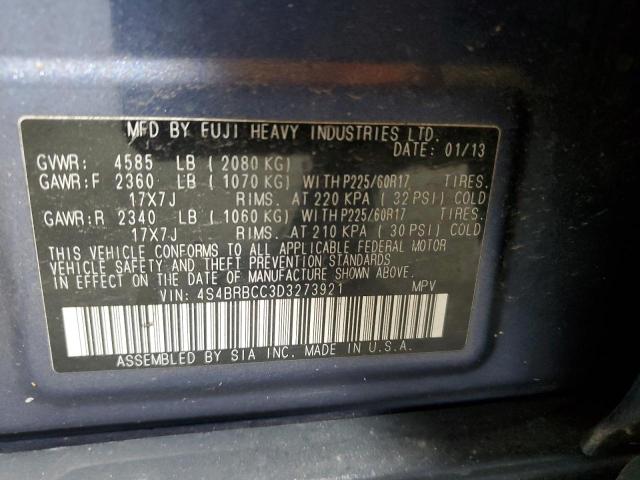 MFD BY FUJI HEAVY INDUSTRIES LTD.
DATE: 01/13
GVWR: 4585 LB ( 2080 KG)
GAWR:F 2360 LB ( 1070 KG) WITH P225/60R17 TIRES.
17X7J RIMS. AT 220 KPA ( 32 PSI) COLD
GAWR:R 2340 LB ( 1060 KG) WITH P225/60R17 TIRES.
17X7J RIMS. AT 210 KPA ( 30 PSI) COLD
THIS VEHICLE CONFORMS TO ALL APPLICABLE FEDERAL MOTOR
VEHICLE SAFETY AND THEFT PREVENTION STANDARDS
IN EFFECT ON THE DATE OF MANUFACTURE SHOWN ABOVE.
VIN: 4S4BRBCC3D3273921 MPV
ASSEMBLED BY SIA INC. MADE IN U.S.A.